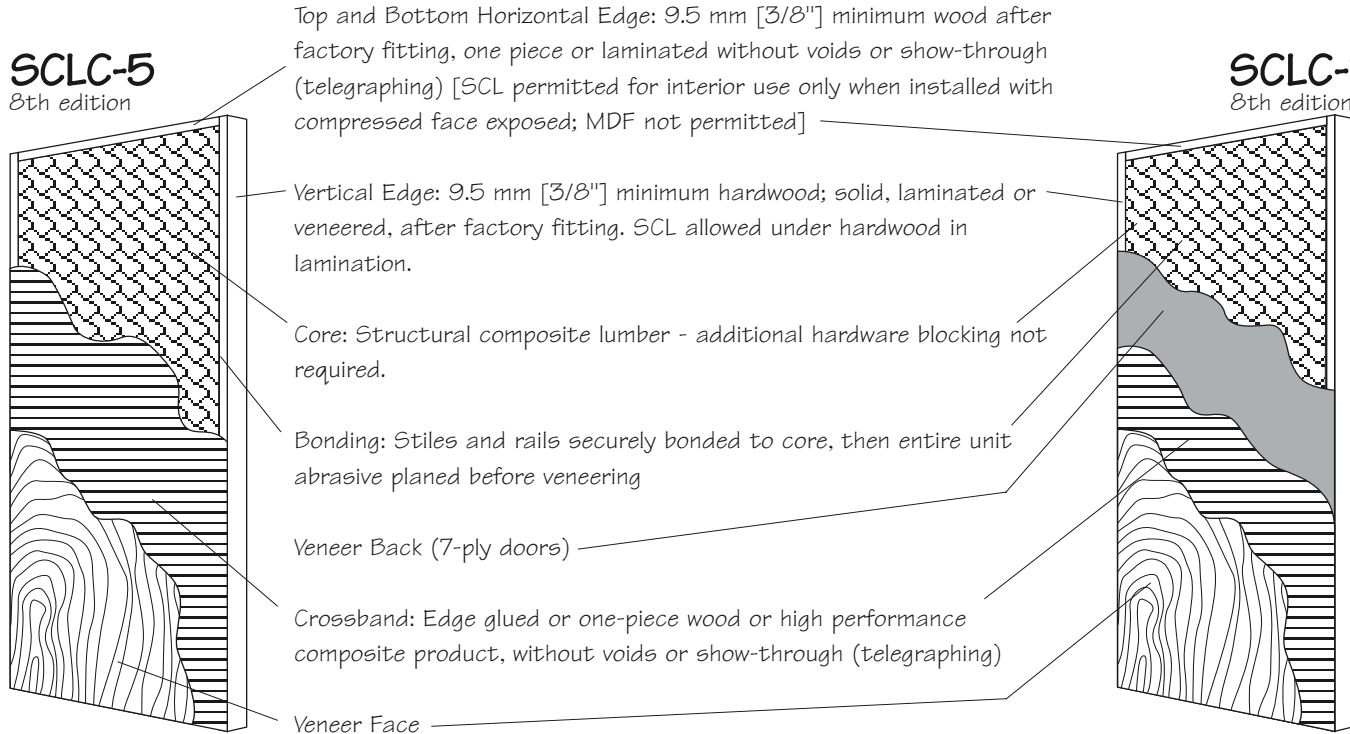 SCLC-5
8th edition
Top and Bottom Horizontal Edge: 9.5 mm [3/8"] minimum wood after
factory fitting, one piece or laminated without voids or show-through
(telegraphing) [SCL permitted for interior use only when installed with
compressed face exposed; MDF not permitted]
Vertical Edge: 9.5 mm [3/8"] minimum hardwood; solid, laminated or
veneered, after factory fitting. SCL allowed under hardwood in
lamination.
Core: Structural composite lumber - additional hardware blocking not
required.
Bonding: Stiles and rails securely bonded to core, then entire unit
abrasive planed before veneering
Veneer Back (7-ply doors)
Crossband: Edge glued or one-piece wood or high performance
composite product, without voids or show-through (telegraphing)
Veneer Face
SCLC-
8th edition